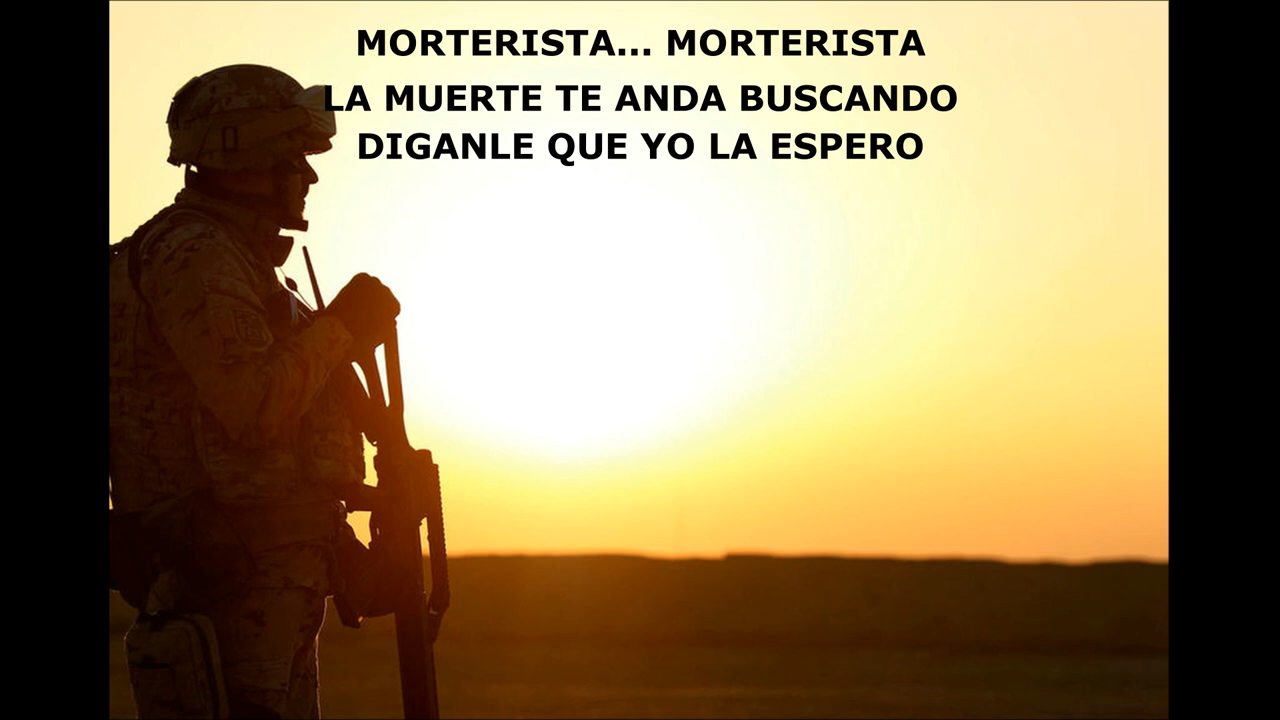 MORTERISTA... MORTERISTA
LA MUERTE TE ANDA BUSCANDO
DIGANLE QUE YO LA ESPERO